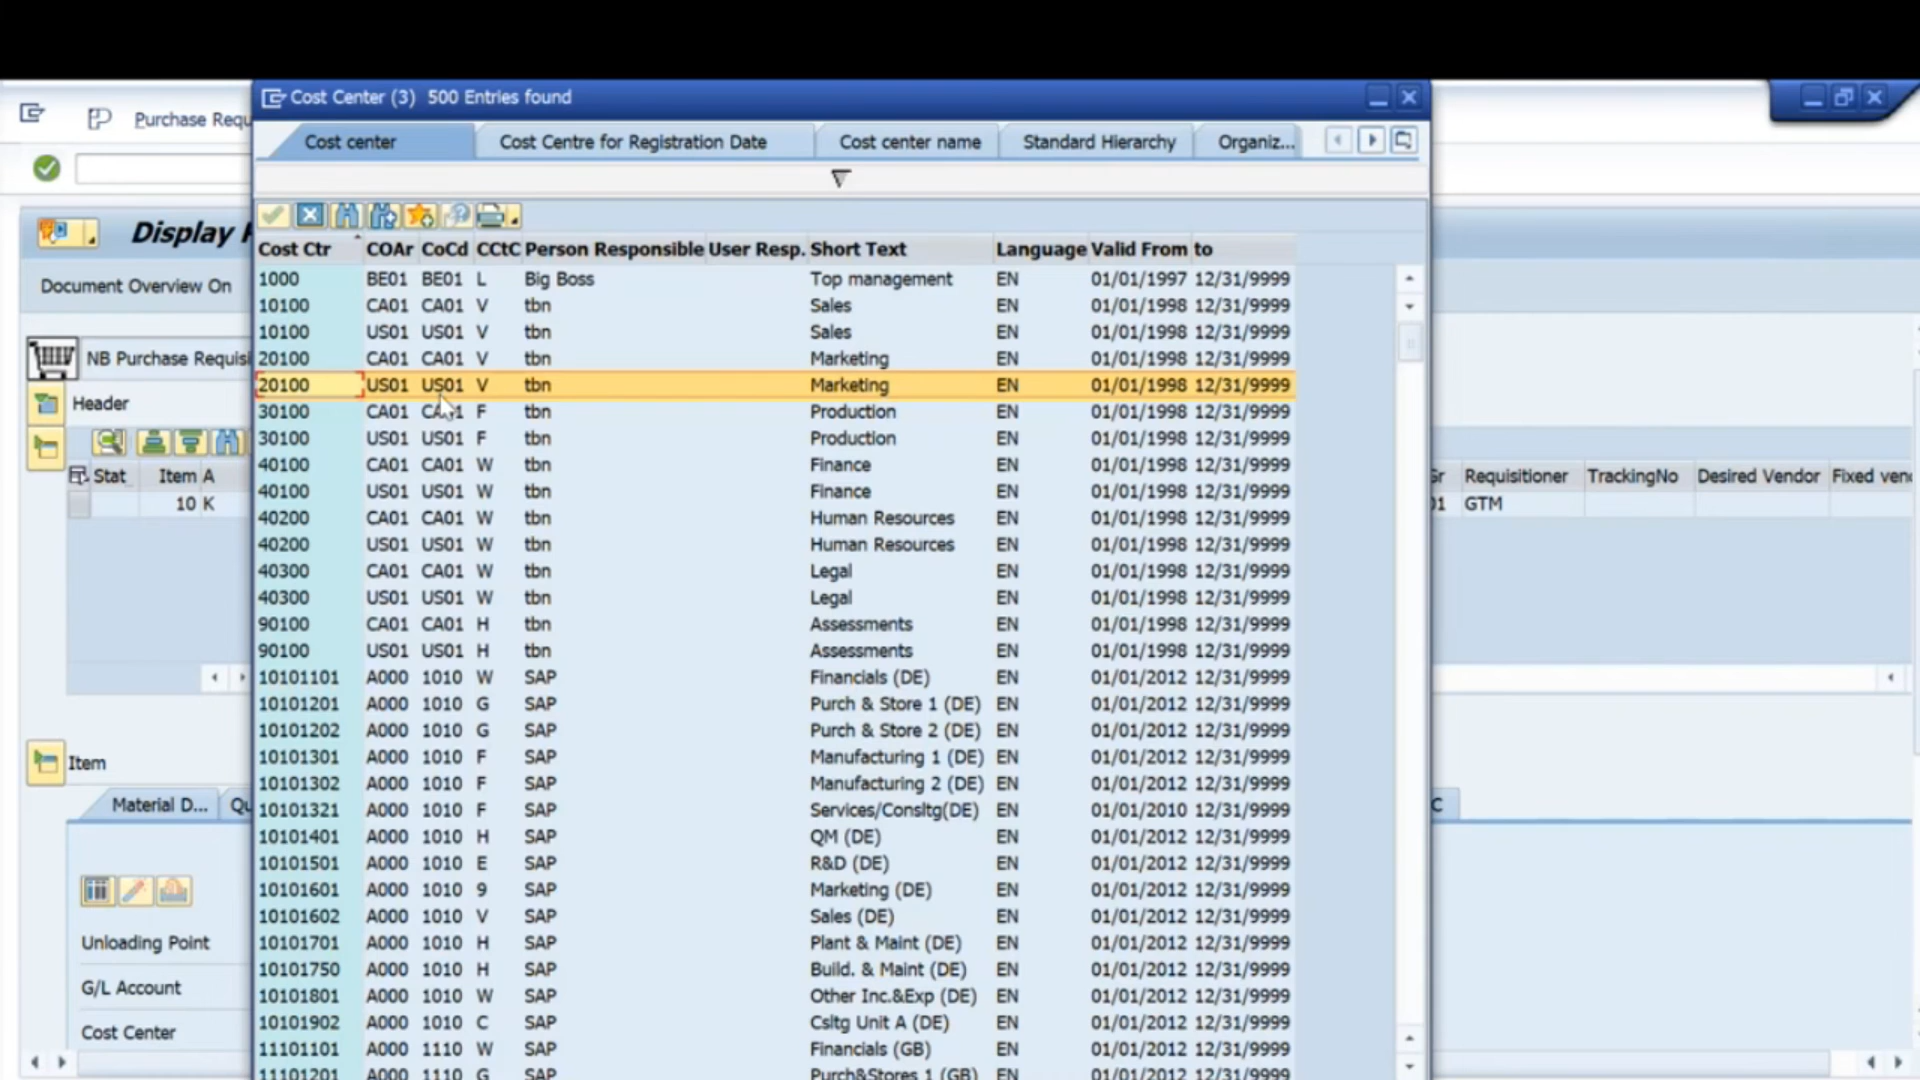 Cost Center (3) 500 Entries found
Purchase Requ
Cost center
Cost Centre for Registration Date
Cost center name
Standard Hierarchy
Organiz...
Display
Document Overview On
NB Purchase Requisi
Header
Stat Item A
10 K
Item
Material D...
Unloading Point
G/L Account
Cost Center
Cost Ctr COAr CoCd CCtC Person Responsible User Resp. Short Text Language Valid From to
1000 BE01 BE01 L Big Boss Top management EN 01/01/1997 12/31/9999
10100 CA01 CA01 V tbn Sales EN 01/01/1998 12/31/9999
10100 US01 US01 V tbn Sales EN 01/01/1998 12/31/9999
20100 CA01 CA01 V tbn Marketing EN 01/01/1998 12/31/9999
20100 US01 US01 V tbn Marketing EN 01/01/1998 12/31/9999
30100 CA01 CA01 F tbn Production EN 01/01/1998 12/31/9999
30100 US01 US01 F tbn Production EN 01/01/1998 12/31/9999
40100 CA01 CA01 W tbn Finance EN 01/01/1998 12/31/9999
40100 US01 US01 W tbn Finance EN 01/01/1998 12/31/9999
40200 CA01 CA01 W tbn Human Resources EN 01/01/1998 12/31/9999
40200 US01 US01 W tbn Human Resources EN 01/01/1998 12/31/9999
40300 CA01 CA01 W tbn Legal EN 01/01/1998 12/31/9999
40300 US01 US01 W tbn Legal EN 01/01/1998 12/31/9999
90100 CA01 CA01 H tbn Assessments EN 01/01/1998 12/31/9999
90100 US01 US01 H tbn Assessments EN 01/01/1998 12/31/9999
10101101 A000 1010 W SAP Financials (DE) EN 01/01/2012 12/31/9999
10101201 A000 1010 G SAP Purch & Store 1 (DE) EN 01/01/2012 12/31/9999
10101202 A000 1010 G SAP Purch & Store 2 (DE) EN 01/01/2012 12/31/9999
10101301 A000 1010 F SAP Manufacturing 1 (DE) EN 01/01/2012 12/31/9999
10101302 A000 1010 F SAP Manufacturing 2 (DE) EN 01/01/2012 12/31/9999
10101321 A000 1010 F SAP Services/Consltg(DE) EN 01/01/2010 12/31/9999
10101401 A000 1010 H SAP QM (DE) EN 01/01/2012 12/31/9999
10101501 A000 1010 E SAP R&D (DE) EN 01/01/2012 12/31/9999
10101601 A000 1010 9 SAP Marketing (DE) EN 01/01/2012 12/31/9999
10101602 A000 1010 V SAP Sales (DE) EN 01/01/2012 12/31/9999
10101701 A000 1010 H SAP Plant & Maint (DE) EN 01/01/2012 12/31/9999
10101750 A000 1010 H SAP Build. & Maint (DE) EN 01/01/2012 12/31/9999
10101801 A000 1010 W SAP Other Inc.&Exp (DE) EN 01/01/2012 12/31/9999
10101902 A000 1010 C SAP Csltg Unit A (DE) EN 01/01/2012 12/31/9999
11101101 A000 1110 W SAP Financials (GB) EN 01/01/2012 12/31/9999
11101201 A000 1110 G SAP Purch&Stores 1 (GB) EN 01/01/2012 12/31/9999
Requisitioner TrackingNo Desired Vendor Fixed ven
GTM